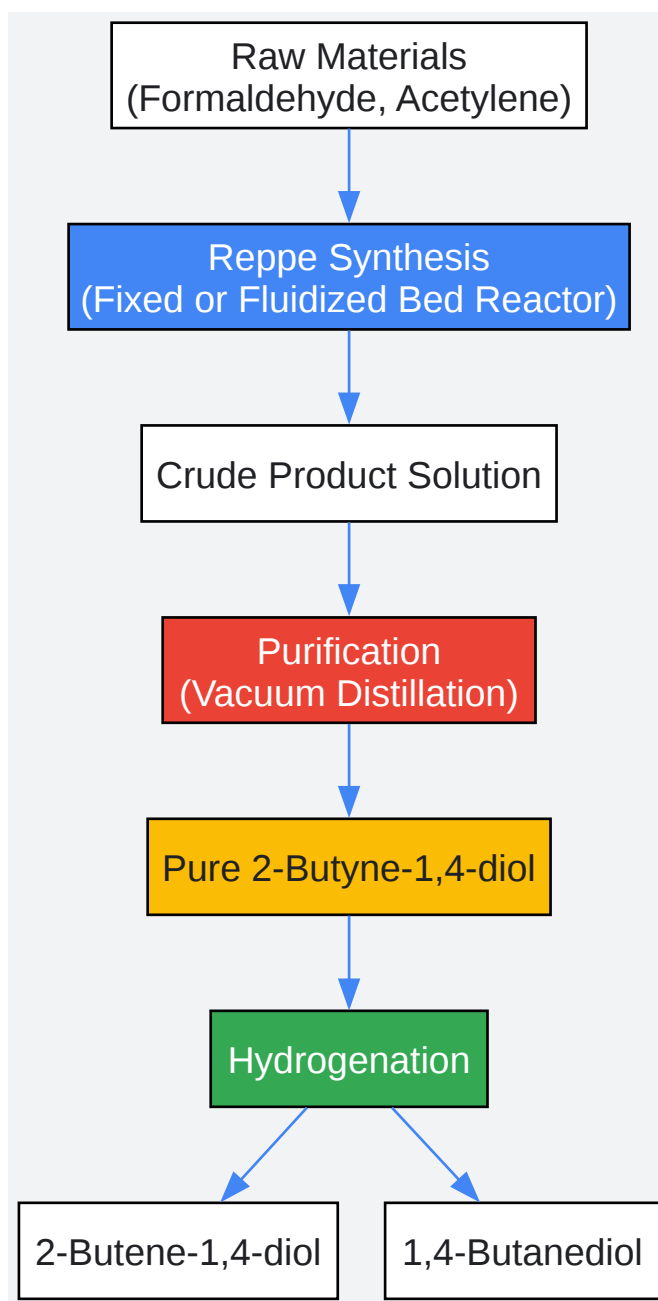 Raw Materials
(Formaldehyde, Acetylene)
Reppe Synthesis
(Fixed or Fluidized Bed Reactor)
Crude Product Solution
Purification
(Vacuum Distillation)
Pure 2-Butyne-1,4-diol
Hydrogenation
2-Butene-1,4-diol
1,4-Butanediol